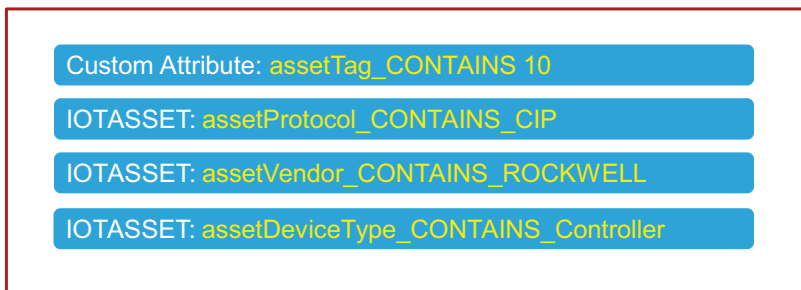 Custom Attribute: assetTag_CONTAINS 10
IOTASSET: assetProtocol_CONTAINS_CIP
IOTASSET: assetVendor_CONTAINS_ROCKWELL
IOTASSET: assetDeviceType_CONTAINS_Controller